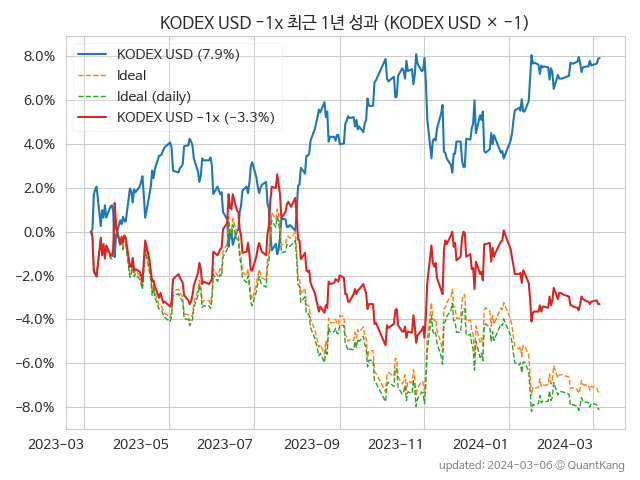 KODEX USD −1x 최근 1년 성과 (KODEX USD × −1)
KODEX USD (7.9%)
Ideal
Ideal (daily)
KODEX USD −1x (−3.3%)
8.0%
6.0%
4.0%
2.0%
0.0%
−2.0%
−4.0%
−6.0%
−8.0%
2023−03 2023−05 2023−07 2023−09 2023−11 2024−01 2024−03
updated: 2024−03−06 ⓒ QuantKang